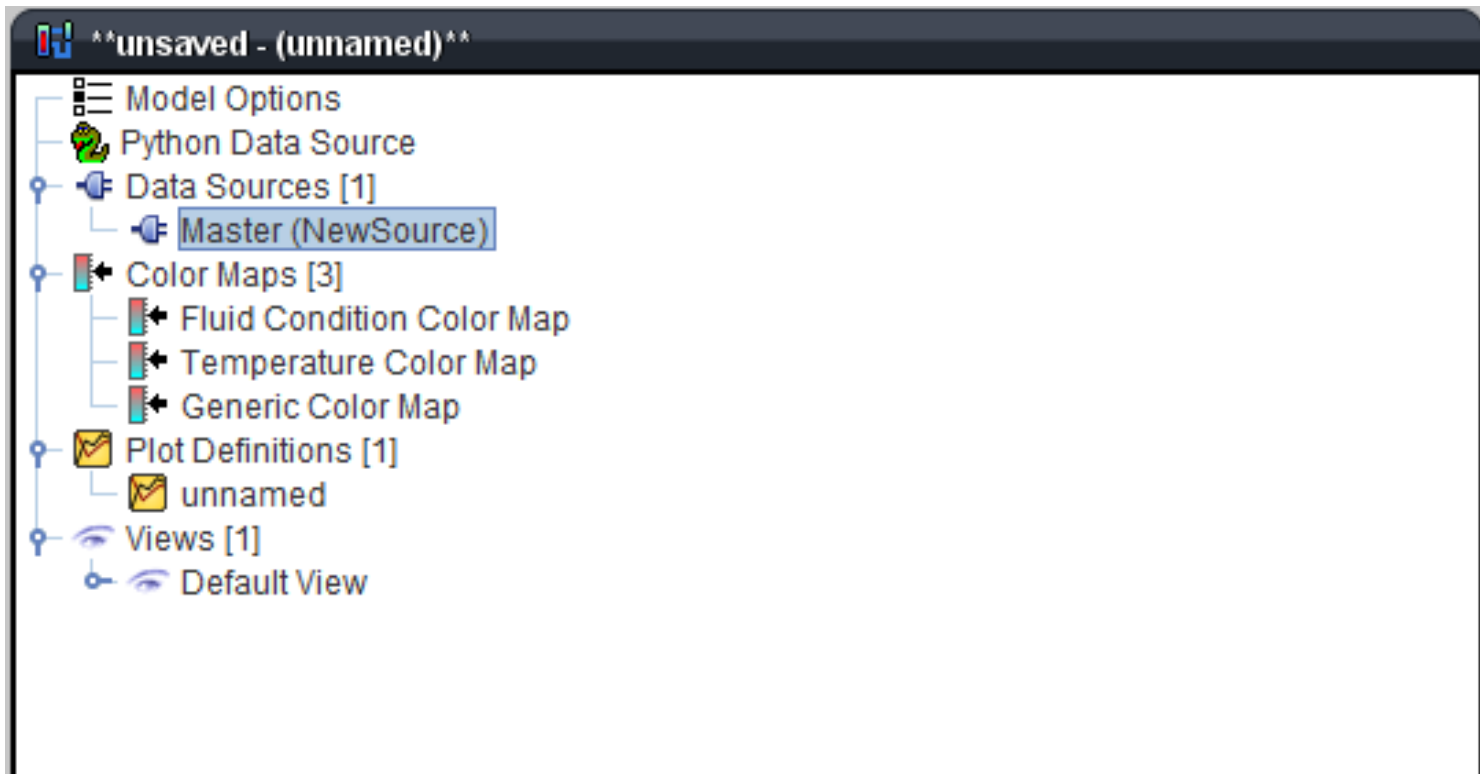 **unsaved - (unnamed)**
Model Options
Python Data Source
Data Sources [1]
Master (NewSource)
Color Maps [3]
Fluid Condition Color Map
Temperature Color Map
Generic Color Map
Plot Definitions [1]
unnamed
Views [1]
Default View